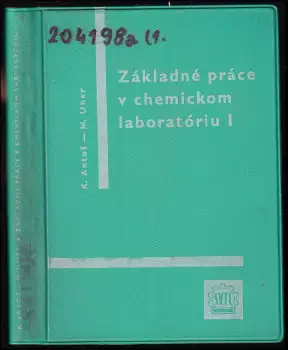 204198a (1.
Základné práce
v chemickom
laboratóriu I
K. Antoš — M. Uher
SVTL